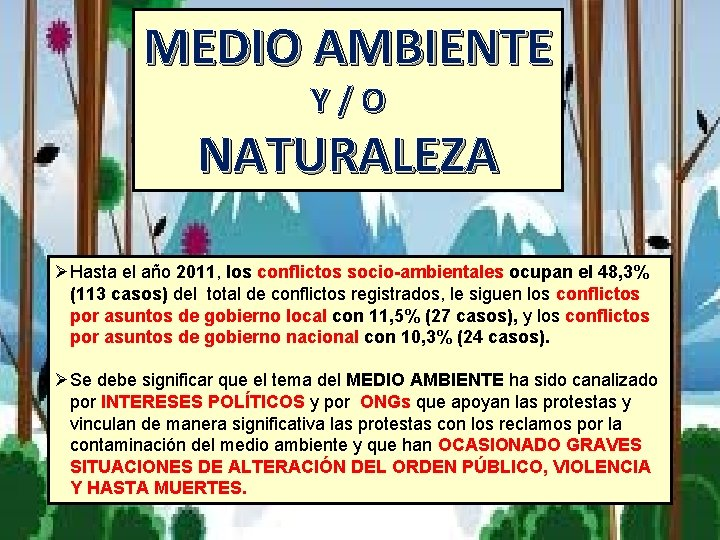 MEDIO AMBIENTE
Y / O
NATURALEZA
Ø Hasta el año 2011, los conflictos socio-ambientales ocupan el 48,3%
(113 casos) del total de conflictos registrados, le siguen los conflictos
por asuntos de gobierno local con 11,5% (27 casos), y los conflictos
por asuntos de gobierno nacional con 10,3% (24 casos).
Ø Se debe significar que el tema del MEDIO AMBIENTE ha sido canalizado
por INTERESES POLÍTICOS y por ONGs que apoyan las protestas y
vinculan de manera significativa las protestas con los reclamos por la
contaminación del medio ambiente y que han OCASIONADO GRAVES
SITUACIONES DE ALTERACIÓN DEL ORDEN PÚBLICO, VIOLENCIA
Y HASTA MUERTES.